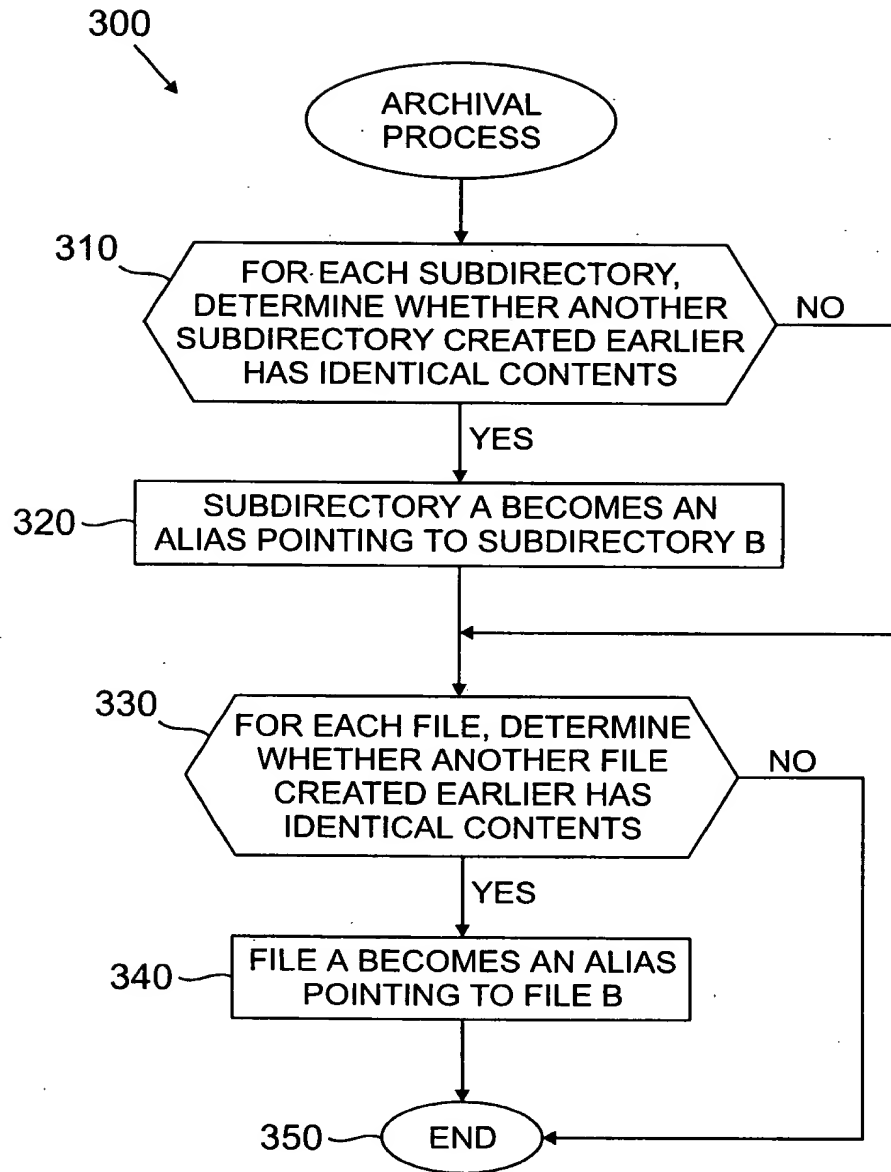 300
ARCHIVAL
PROCESS
310
FOR EACH SUBDIRECTORY,
DETERMINE WHETHER ANOTHER
SUBDIRECTORY CREATED EARLIER
HAS IDENTICAL CONTENTS
NO
YES
320
SUBDIRECTORY A BECOMES AN
ALIAS POINTING TO SUBDIRECTORY B
330
FOR EACH FILE, DETERMINE
WHETHER ANOTHER FILE
CREATED EARLIER HAS
IDENTICAL CONTENTS
NO
YES
340
FILE A BECOMES AN ALIAS
POINTING TO FILE B
350
END